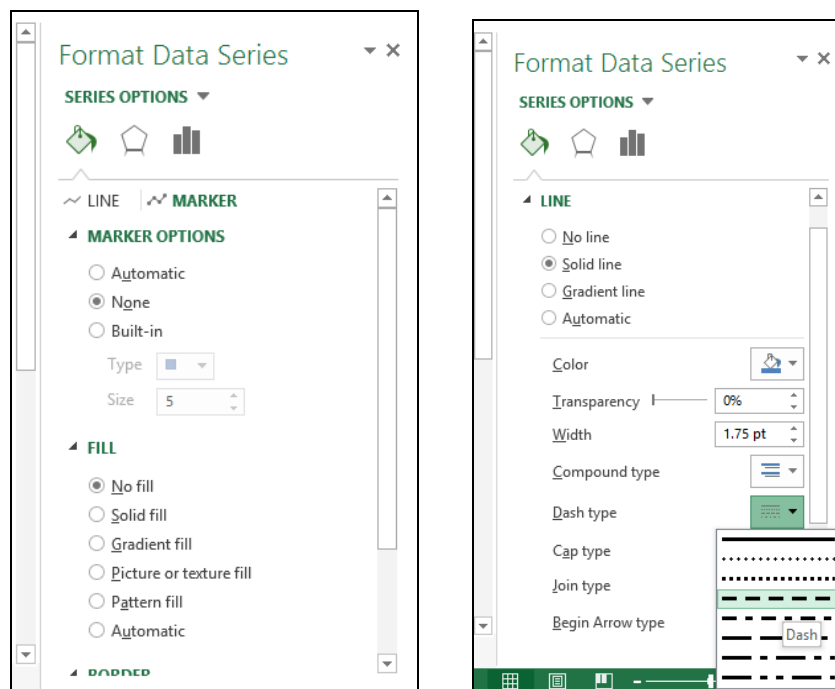 Format Data Series
SERIES OPTIONS
LINE MARKER
MARKER OPTIONS
Automatic
None
Built-in
Type
Size 5
FILL
No fill
Solid fill
Gradient fill
Picture or texture fill
Pattern fill
Automatic
BORDER
Format Data Series
SERIES OPTIONS
LINE
No line
Solid line
Gradient line
Automatic
Color
Transparency 0%
Width 1.75 pt
Compound type
Dash type
Cap type
Join type
Begin Arrow type
Dash